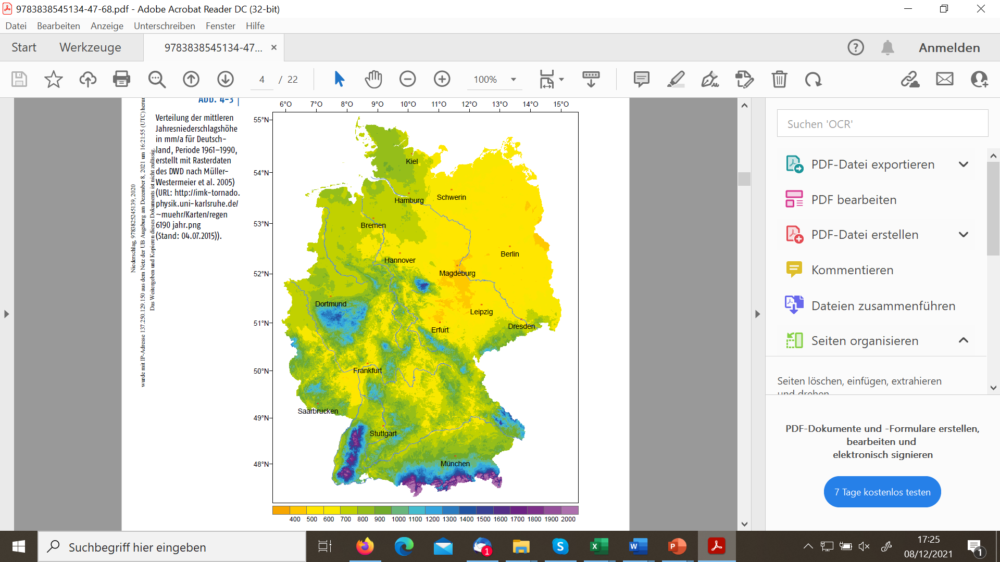 9783838545134-47-68.pdf - Adobe Acrobat Reader DC (32-bit)
Datei Bearbeiten Anzeige Unterschreiben Fenster Hilfe
Start Werkzeuge 9783838545134-47... × Anmelden
4 / 22 100%
Abb. 4-3 |
Verteilung der mittleren
Jahresniederschlagshöhe
in mm/a für Deutsch-
land, Periode 1961–1990,
erstellt mit Rasterdaten
des DWD nach Müller-
Westermeier et al. 2005)
(URL: http://imk-tornado.
physik.uni-karlsruhe.de/
~muehr/Karten/regen
6190 jahr.png
(Stand: 04.07.2015)).
Niederschlag, 9783825245139, 2020
wurde mit IP-Adresse 137.250.129.150 aus dem Netz der UB Augsburg am Dezember 8, 2021 um 16:21:55 (UTC)
Das Weitergeben und Kopieren dieses Dokuments ist nicht zulässig.
6°O 7°O 8°O 9°O 10°O 11°O 12°O 13°O 14°O 15°O
55°N
54°N
53°N
52°N
51°N
50°N
49°N
48°N
Kiel
Schwerin
Hamburg
Bremen
Berlin
Hannover
Magdeburg
Dortmund
Leipzig
Dresden
Erfurt
Frankfurt
Saarbrucken
Stuttgart
München
400 500 600 700 800 900 1000 1100 1200 1300 1400 1500 1600 1700 1800 1900 2000
Suchen 'OCR'
PDF-Datei exportieren
PDF bearbeiten
PDF-Datei erstellen
Kommentieren
Dateien zusammenführen
Seiten organisieren
Seiten löschen, einfügen, extrahieren
und drehen
PDF-Dokumente und -Formulare erstellen,
bearbeiten und
elektronisch signieren
7 Tage kostenlos testen
Suchbegriff hier eingeben
1
17:25
08/12/2021
1